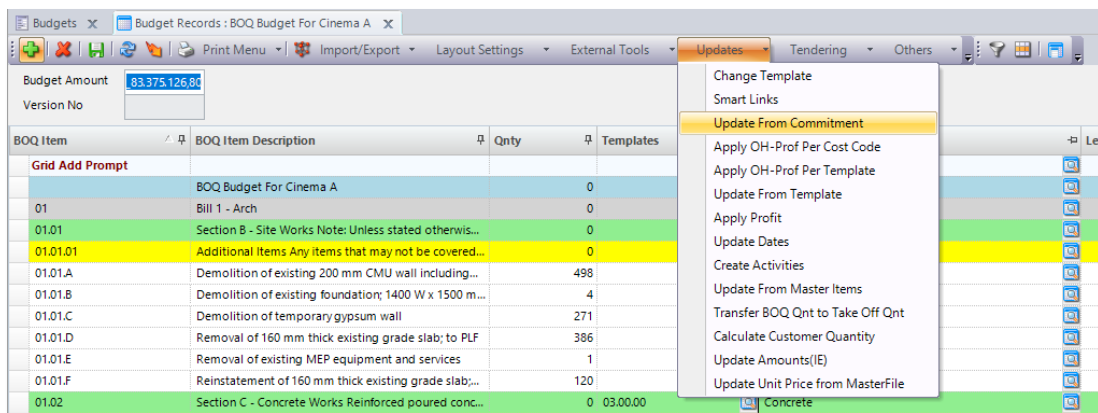 Budgets X Budget Records : BOQ Budget For Cinema A X
Print Menu Import/Export Layout Settings External Tools Updates Tendering Others
Budget Amount 83.375.126,80
Version No
Change Template
Smart Links
Update From Commitment
Apply OH-Prof Per Cost Code
Apply OH-Prof Per Template
Update From Template
Apply Profit
Update Dates
Create Activities
Update From Master Items
Transfer BOQ Qnt to Take Off Qnt
Calculate Customer Quantity
Update Amounts(IE)
Update Unit Price from MasterFile
BOQ Item BOQ Item Description Qnty Templates Le
Grid Add Prompt
BOQ Budget For Cinema A 0
01 Bill 1 - Arch 0
01.01 Section B - Site Works Note: Unless stated otherwis... 0
01.01.01 Additional Items Any items that may not be covered... 0
01.01.A Demolition of existing 200 mm CMU wall including... 498
01.01.B Demolition of existing foundation; 1400 W x 1500 m... 4
01.01.C Demolition of temporary gypsum wall 271
01.01.D Removal of 160 mm thick existing grade slab; to PLF 386
01.01.E Removal of existing MEP equipment and services 1
01.01.F Reinstatement of 160 mm thick existing grade slab;... 120
01.02 Section C - Concrete Works Reinforced poured conc... 0 03.00.00 Concrete